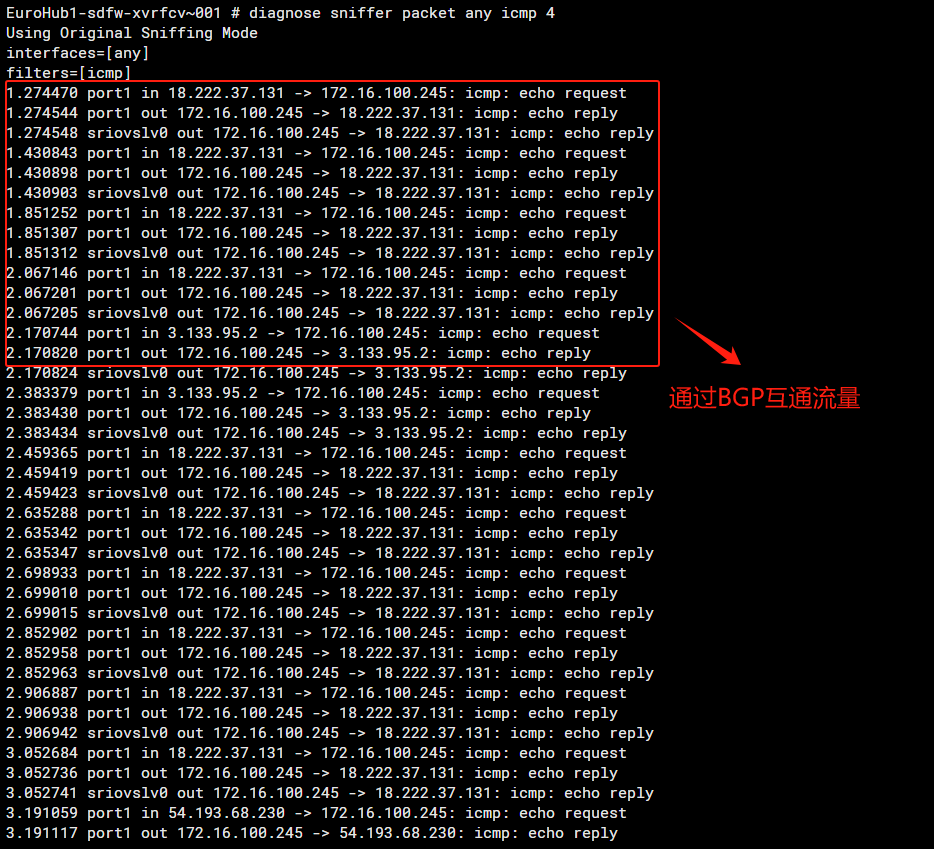 EuroHub1-sdfw-xvrfcv~001 # diagnose sniffer packet any icmp 4
Using Original Sniffing Mode
interfaces=[any]
filters=[icmp]
1.274470 port1 in 18.222.37.131 -> 172.16.100.245: icmp: echo request
1.274544 port1 out 172.16.100.245 -> 18.222.37.131: icmp: echo reply
1.274548 sriovslv0 out 172.16.100.245 -> 18.222.37.131: icmp: echo reply
1.430843 port1 in 18.222.37.131 -> 172.16.100.245: icmp: echo request
1.430898 port1 out 172.16.100.245 -> 18.222.37.131: icmp: echo reply
1.430903 sriovslv0 out 172.16.100.245 -> 18.222.37.131: icmp: echo reply
1.851252 port1 in 18.222.37.131 -> 172.16.100.245: icmp: echo request
1.851307 port1 out 172.16.100.245 -> 18.222.37.131: icmp: echo reply
1.851312 sriovslv0 out 172.16.100.245 -> 18.222.37.131: icmp: echo reply
2.067146 port1 in 18.222.37.131 -> 172.16.100.245: icmp: echo request
2.067201 port1 out 172.16.100.245 -> 18.222.37.131: icmp: echo reply
2.067205 sriovslv0 out 172.16.100.245 -> 18.222.37.131: icmp: echo reply
2.170744 port1 in 3.133.95.2 -> 172.16.100.245: icmp: echo request
2.170820 port1 out 172.16.100.245 -> 3.133.95.2: icmp: echo reply
2.170824 sriovslv0 out 172.16.100.245 -> 3.133.95.2: icmp: echo reply
2.383379 port1 in 3.133.95.2 -> 172.16.100.245: icmp: echo request
通过BGP互通流量
2.383430 port1 out 172.16.100.245 -> 3.133.95.2: icmp: echo reply
2.383434 sriovslv0 out 172.16.100.245 -> 3.133.95.2: icmp: echo reply
2.459365 port1 in 18.222.37.131 -> 172.16.100.245: icmp: echo request
2.459419 port1 out 172.16.100.245 -> 18.222.37.131: icmp: echo reply
2.459423 sriovslv0 out 172.16.100.245 -> 18.222.37.131: icmp: echo reply
2.635288 port1 in 18.222.37.131 -> 172.16.100.245: icmp: echo request
2.635342 port1 out 172.16.100.245 -> 18.222.37.131: icmp: echo reply
2.635347 sriovslv0 out 172.16.100.245 -> 18.222.37.131: icmp: echo reply
2.698933 port1 in 18.222.37.131 -> 172.16.100.245: icmp: echo request
2.699010 port1 out 172.16.100.245 -> 18.222.37.131: icmp: echo reply
2.699015 sriovslv0 out 172.16.100.245 -> 18.222.37.131: icmp: echo reply
2.852902 port1 in 18.222.37.131 -> 172.16.100.245: icmp: echo request
2.852958 port1 out 172.16.100.245 -> 18.222.37.131: icmp: echo reply
2.852963 sriovslv0 out 172.16.100.245 -> 18.222.37.131: icmp: echo reply
2.906887 port1 in 18.222.37.131 -> 172.16.100.245: icmp: echo request
2.906938 port1 out 172.16.100.245 -> 18.222.37.131: icmp: echo reply
2.906942 sriovslv0 out 172.16.100.245 -> 18.222.37.131: icmp: echo reply
3.052684 port1 in 18.222.37.131 -> 172.16.100.245: icmp: echo request
3.052736 port1 out 172.16.100.245 -> 18.222.37.131: icmp: echo reply
3.052741 sriovslv0 out 172.16.100.245 -> 18.222.37.131: icmp: echo reply
3.191059 port1 in 54.193.68.230 -> 172.16.100.245: icmp: echo request
3.191117 port1 out 172.16.100.245 -> 54.193.68.230: icmp: echo reply